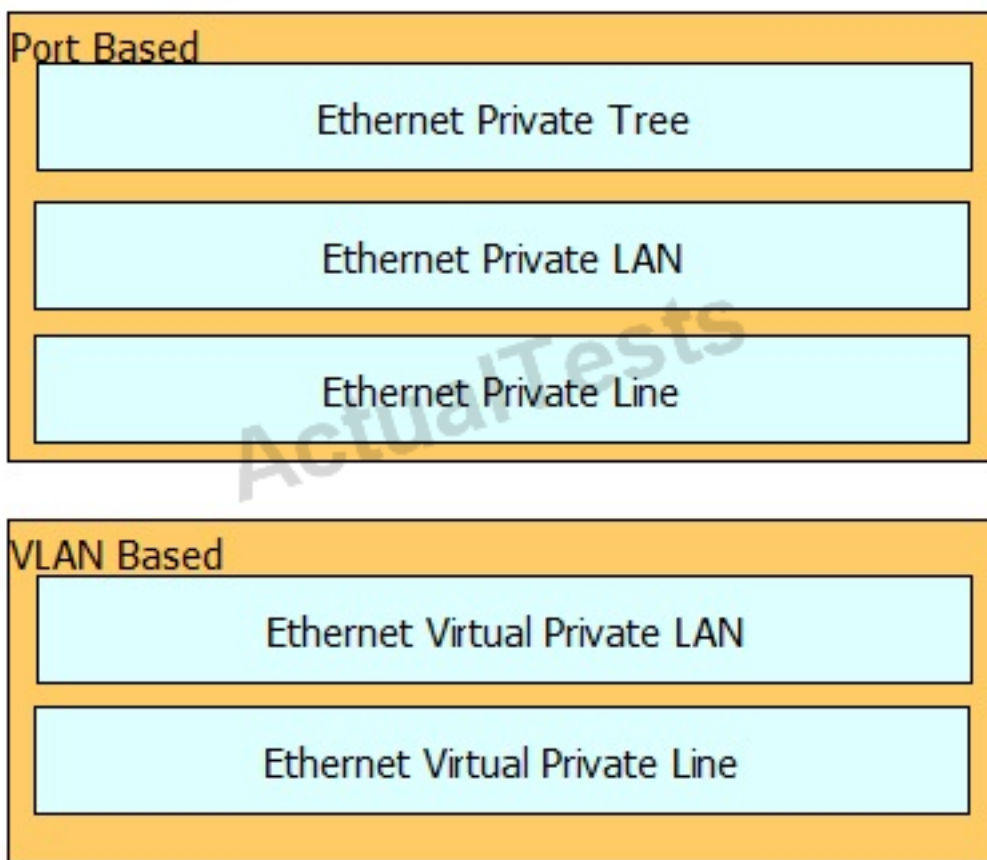 Port Based
Ethernet Private Tree
Ethernet Private LAN
Ethernet Private Line
ActualTests
VLAN Based
Ethernet Virtual Private LAN
Ethernet Virtual Private Line